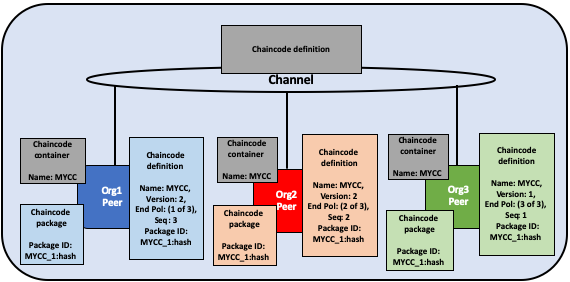 Chaincode definition
Channel
Chaincode
container
Name: MYCC
Org1
Peer
Chaincode
package
Package ID:
MYCC_1:hash
Chaincode
definition
Name: MYCC,
Version: 2,
End Pol: (1 of 3),
Seq : 3
Package ID:
MYCC_1:hash
Chaincode
container
Name: MYCC
Org2
Peer
Chaincode
package
Package ID:
MYCC_1:hash
Chaincode
definition
Name: MYCC,
Version: 2
End Pol: (2 of 3),
Seq: 2
Package ID:
MYCC_1:hash
Chaincode
container
Name: MYCC
Org3
Peer
Chaincode
package
Package ID:
MYCC_1:hash
Chaincode
definition
Name: MYCC,
Version: 1,
End Pol: (3 of 3),
Seq: 1
Package ID:
MYCC_1:hash